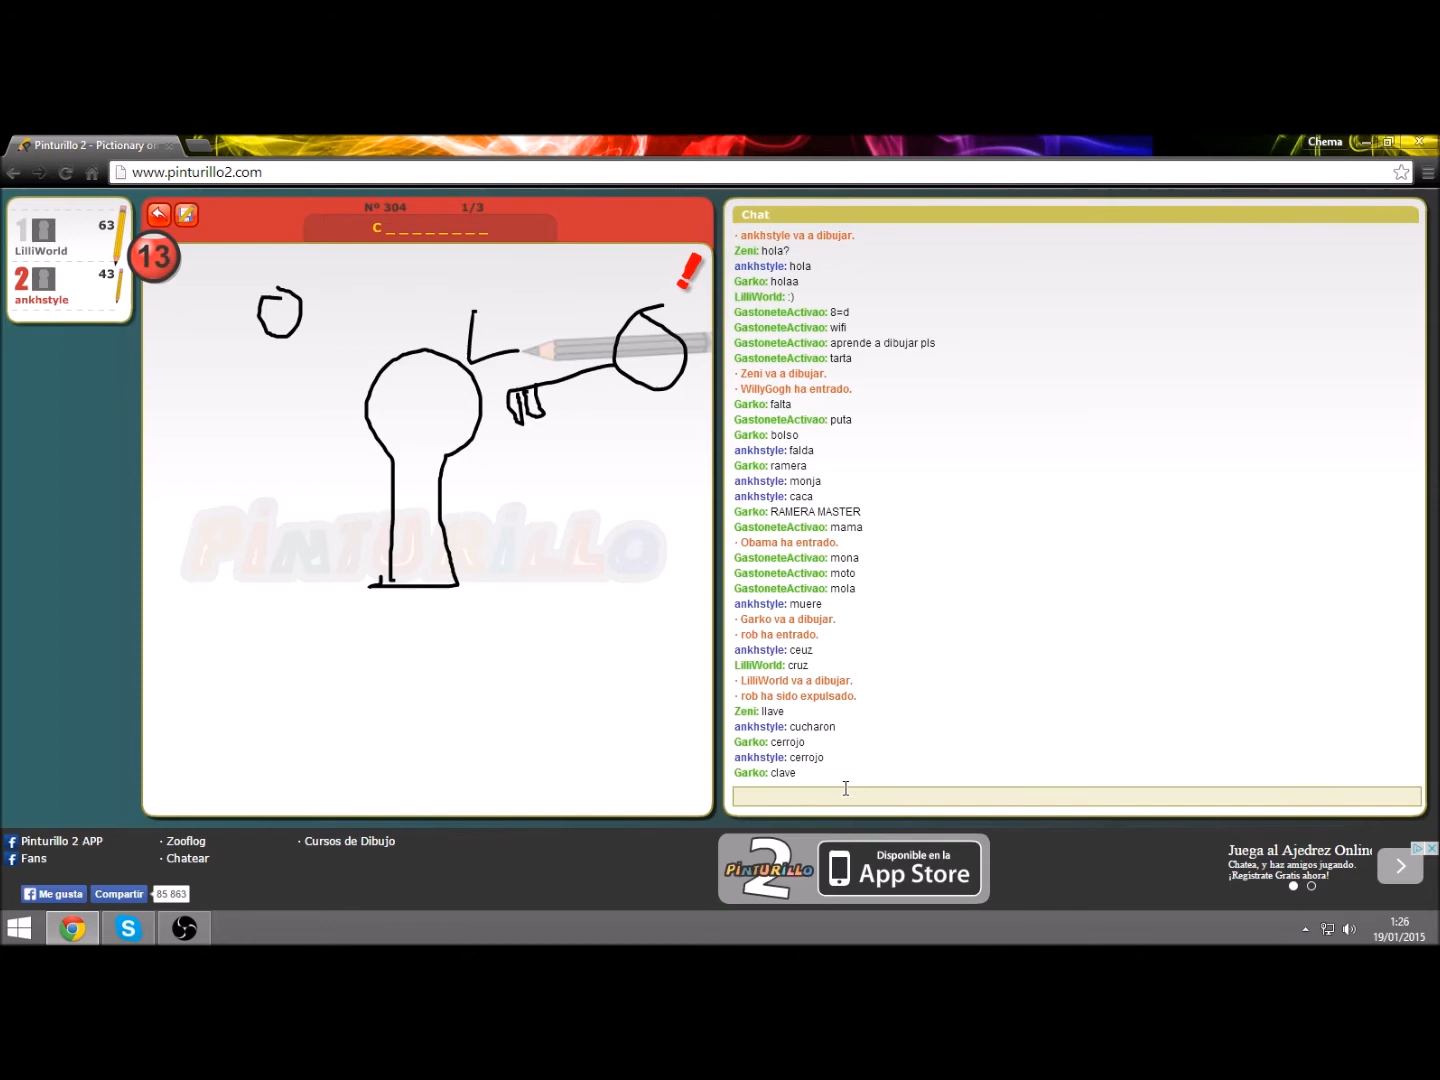 Pinturillo 2 - Pictionary on
Chema
www.pinturillo2.com
1
63
LilliWorld
2
43
ankhstyle
13
Nº 304
1/3
C _ _ _ _ _ _ _ _
PiNTURiLLO
Chat
· ankhstyle va a dibujar.
Zeni: hola?
ankhstyle: hola
Garko: holaa
LilliWorld: :)
GastoneteActivao: 8=d
GastoneteActivao: wifi
GastoneteActivao: aprende a dibujar pls
GastoneteActivao: tarta
· Zeni va a dibujar.
· WillyGogh ha entrado.
Garko: falta
GastoneteActivao: puta
Garko: bolso
ankhstyle: falda
Garko: ramera
ankhstyle: monja
ankhstyle: caca
Garko: RAMERA MASTER
GastoneteActivao: mama
· Obama ha entrado.
GastoneteActivao: mona
GastoneteActivao: moto
GastoneteActivao: mola
ankhstyle: muere
· Garko va a dibujar.
· rob ha entrado.
ankhstyle: ceuz
LilliWorld: cruz
· LilliWorld va a dibujar.
· rob ha sido expulsado.
Zeni: llave
ankhstyle: cucharon
Garko: cerrojo
ankhstyle: cerrojo
Garko: clave
Pinturillo 2 APP
Fans
· Zooflog
· Chatear
· Cursos de Dibujo
Me gusta
Compartir
85 863
PiNTURiLLO
2
Disponible en la
App Store
Juega al Ajedrez Online
Chatea, y haz amigos jugando.
¡Registrate Gratis ahora!
1:26
19/01/2015